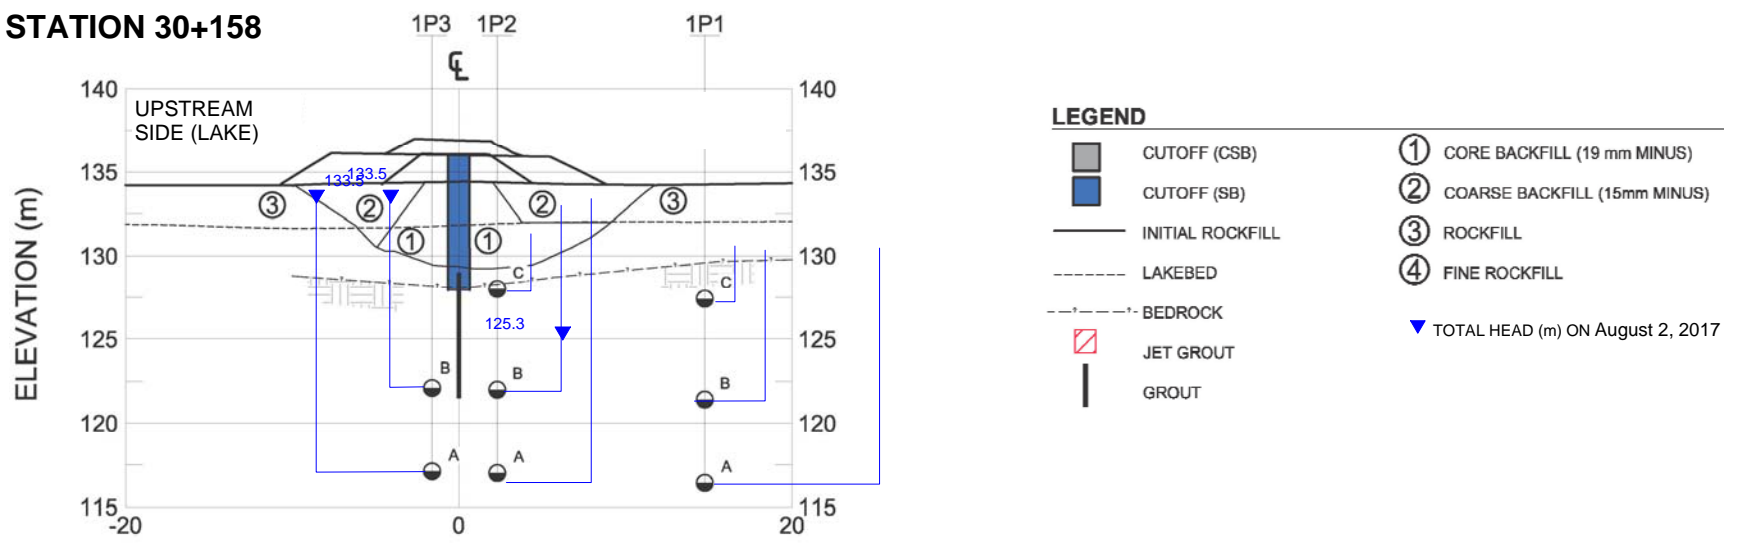 STATION 30+158
1P3 1P2 1P1
℄
140 140
UPSTREAM
SIDE (LAKE)
135 135
133.5 133.5
3 2 2 3
1 1
130 130
C
C
125.3
125 125
B B B
120 120
A A A
115 115
-20 0 20
ELEVATION (m)
LEGEND
CUTOFF (CSB)
CUTOFF (SB)
INITIAL ROCKFILL
LAKEBED
BEDROCK
JET GROUT
GROUT
1 CORE BACKFILL (19 mm MINUS)
2 COARSE BACKFILL (15mm MINUS)
3 ROCKFILL
4 FINE ROCKFILL
TOTAL HEAD (m) ON August 2, 2017